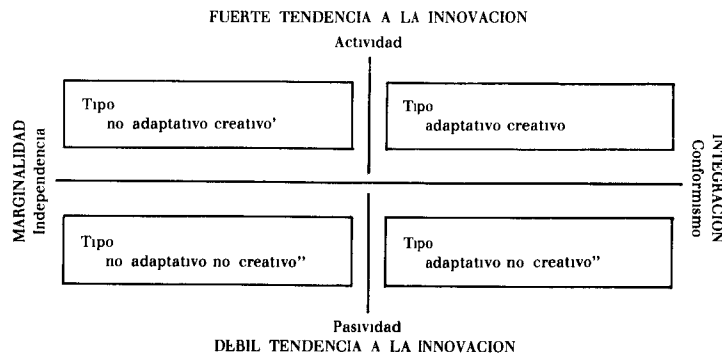 FUERTE TENDENCIA A LA INNOVACION
Actividad
Tipo
no adaptativo creativo'
Tipo
adaptativo creativo
MARGINALIDAD
Independencia
INTEGRACION
Conformismo
Tipo
no adaptativo no creativo"
Tipo
adaptativo no creativo"
Pasividad
DEBIL TENDENCIA A LA INNOVACION